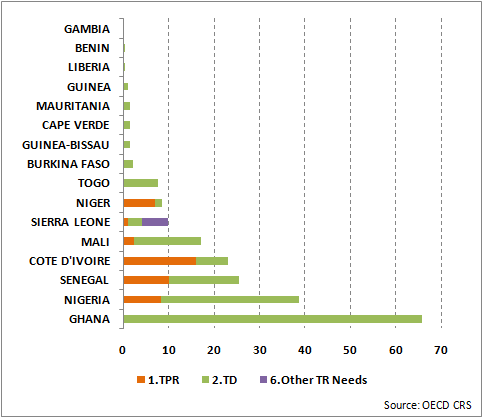 GAMBIA
BENIN
LIBERIA
GUINEA
MAURITANIA
CAPE VERDE
GUINEA-BISSAU
BURKINA FASO
TOGO
NIGER
SIERRA LEONE
MALI
COTE D'IVOIRE
SENEGAL
NIGERIA
GHANA
0 10 20 30 40 50 60 70
1.TPR 2.TD 6.Other TR Needs
Source: OECD CRS